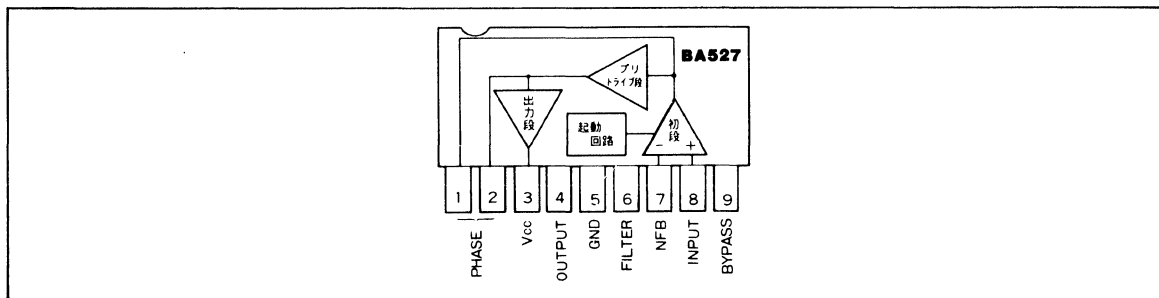 BA527
プリ
ドライブ段
出
力
段
起動
回路
初
段
- +
1 2 3 4 5 6 7 8 9
PHASE
Vcc
OUTPUT
GND
FILTER
NFB
INPUT
BYPASS